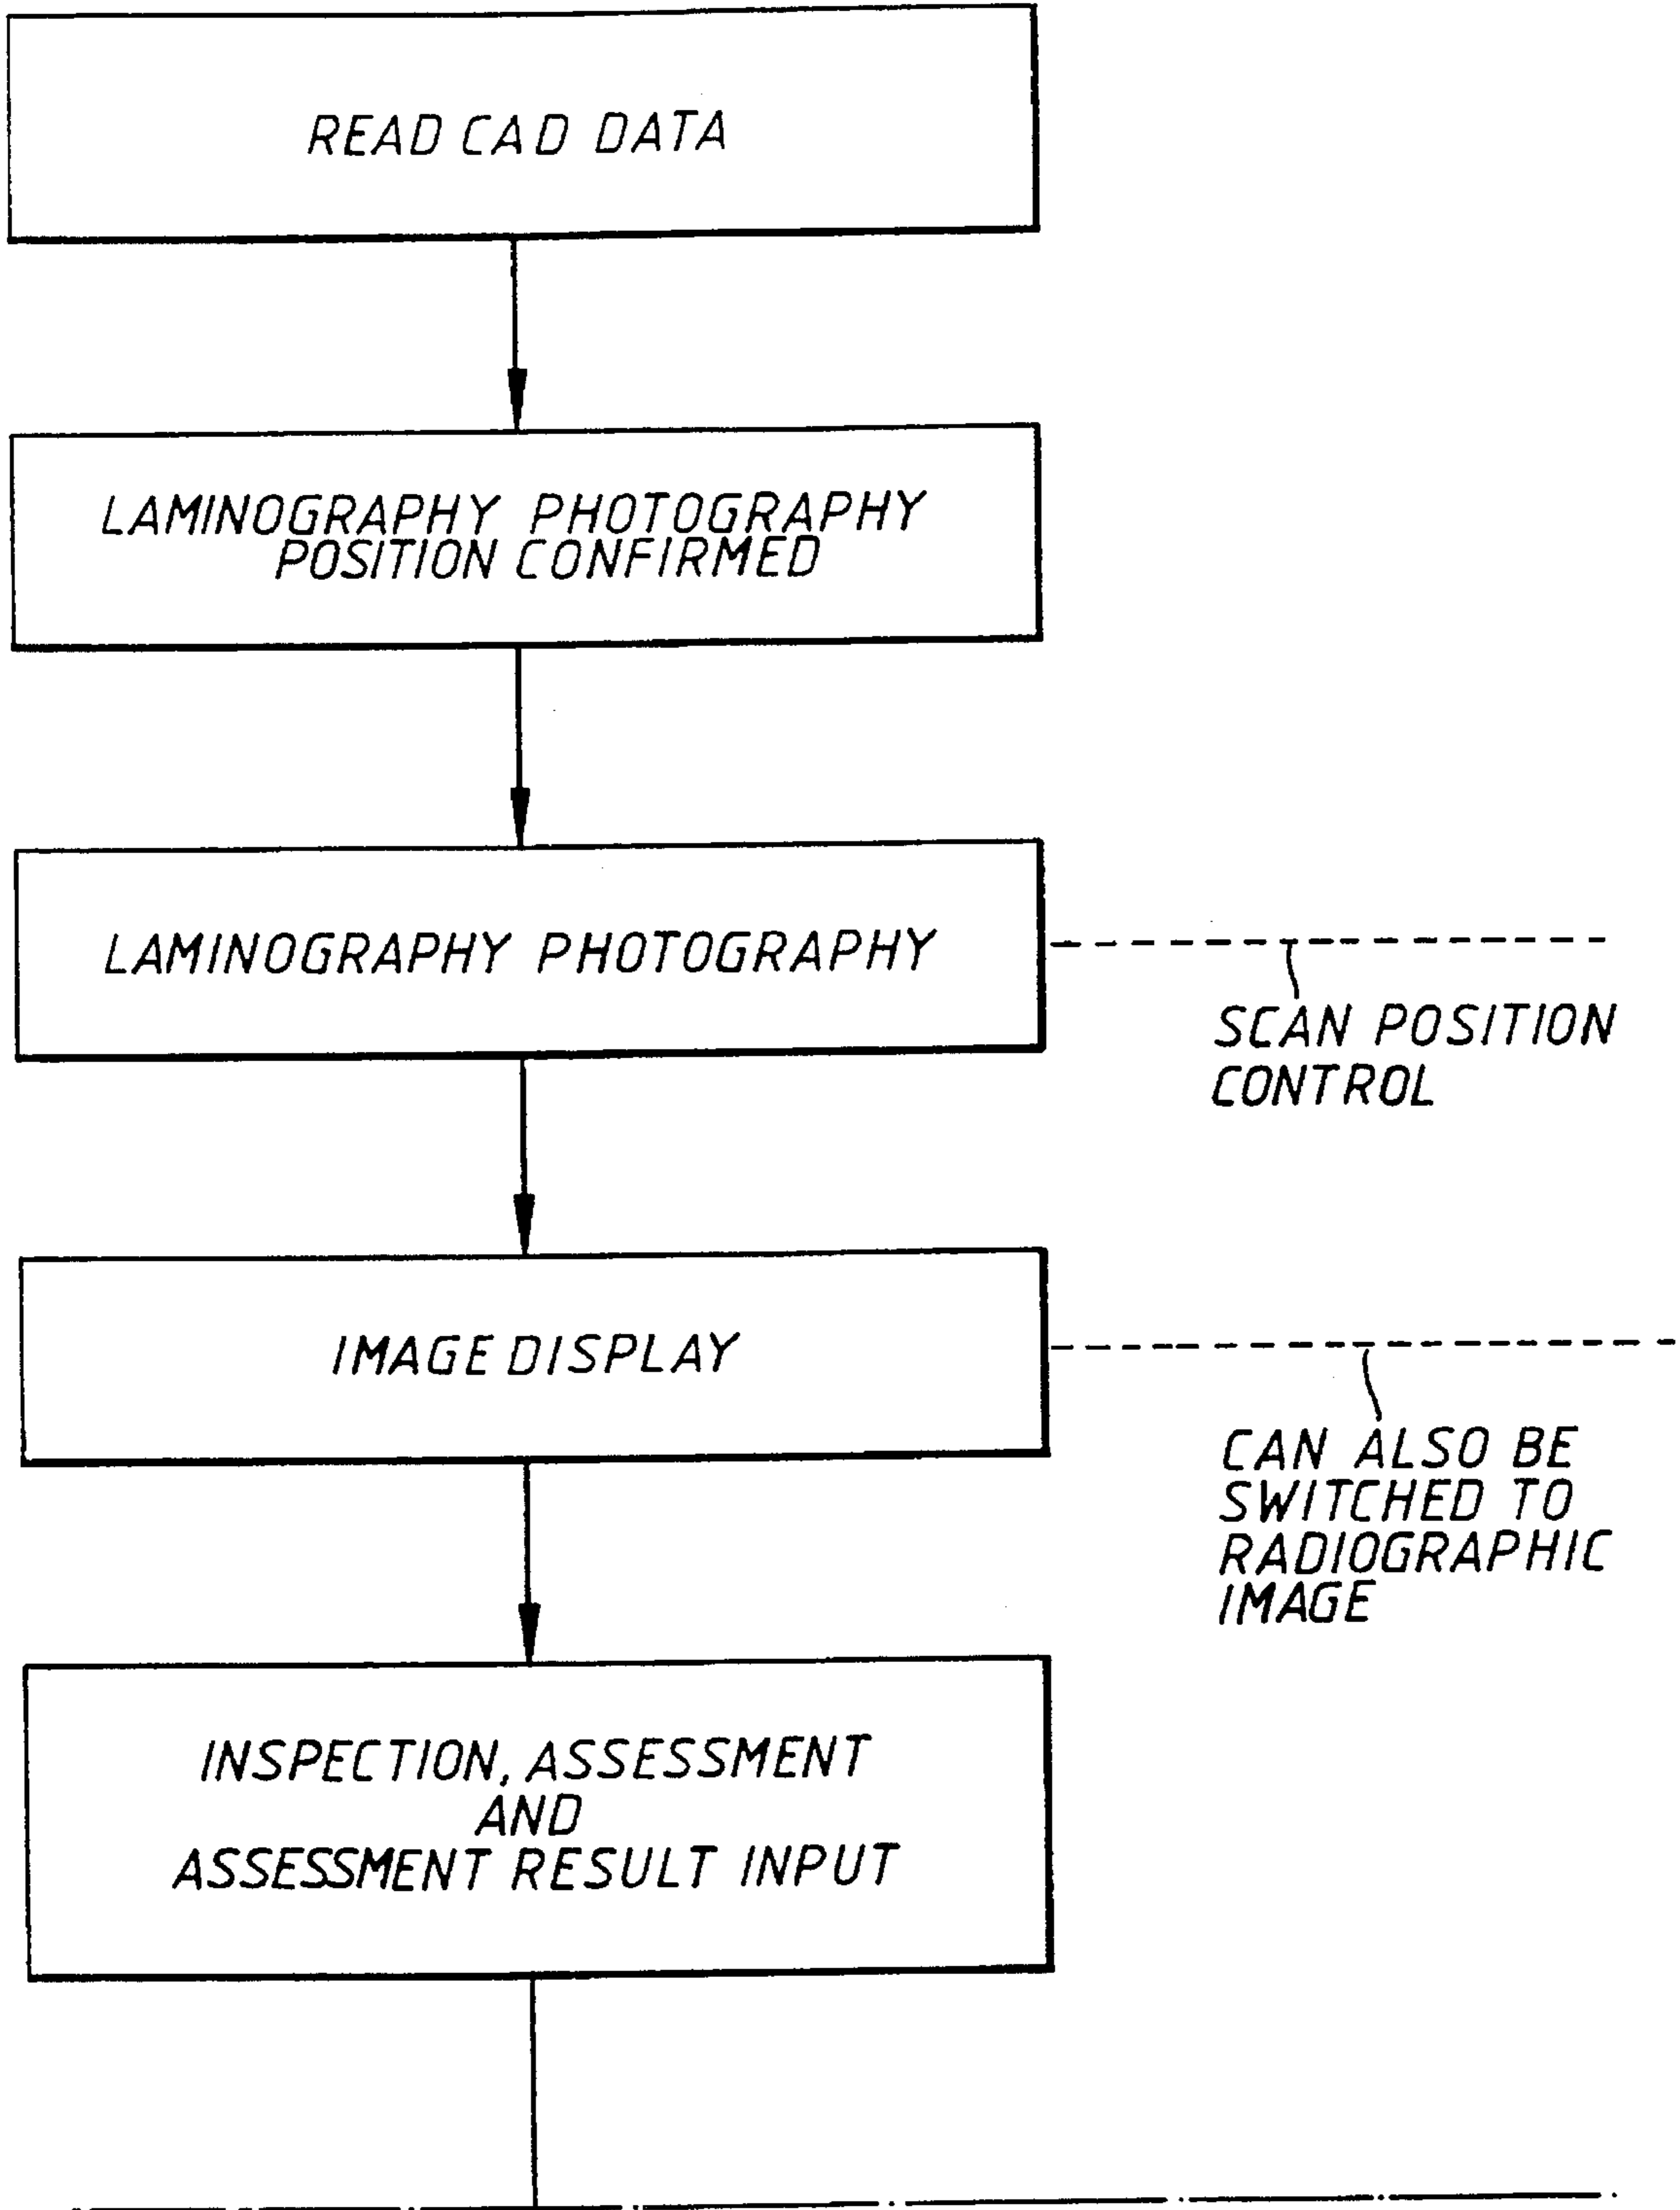 READ CAD DATA
LAMINOGRAPHY PHOTOGRAPHY
POSITION CONFIRMED
LAMINOGRAPHY PHOTOGRAPHY
SCAN POSITION
CONTROL
IMAGE DISPLAY
CAN ALSO BE
SWITCHED TO
RADIOGRAPHIC
IMAGE
INSPECTION, ASSESSMENT
AND
ASSESSMENT RESULT INPUT